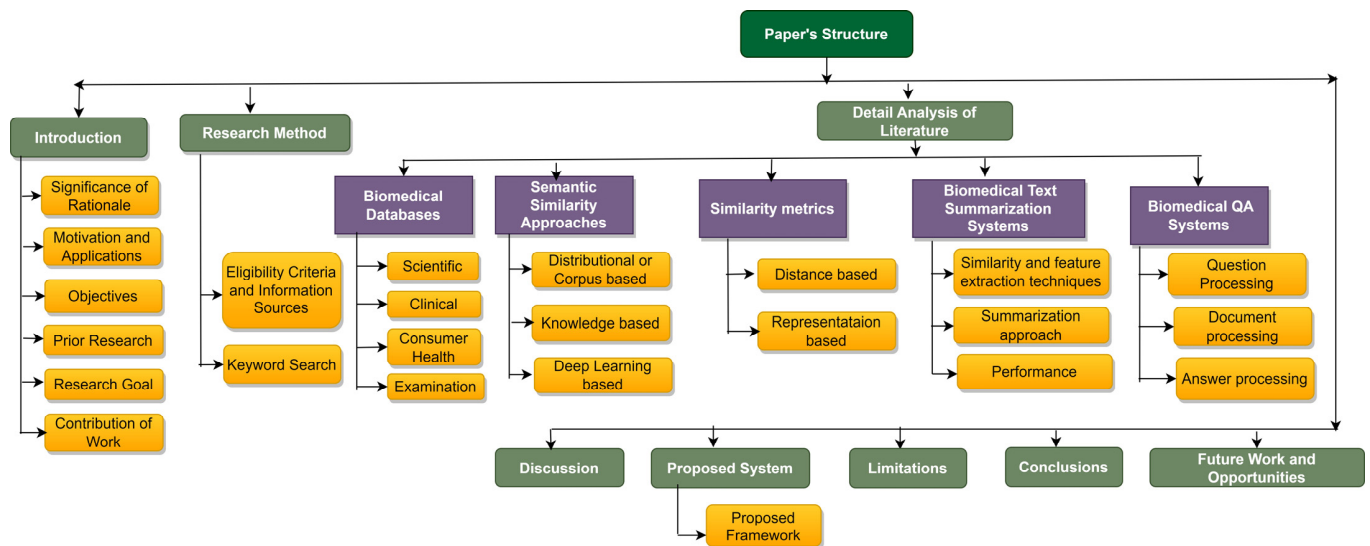 Paper's Structure
Introduction
Significance of
Rationale
Motivation and
Applications
Objectives
Prior Research
Research Goal
Contribution of
Work
Research Method
Eligibility Criteria
and Information
Sources
Keyword Search
Detail Analysis of
Literature
Biomedical
Databases
Scientific
Clinical
Consumer
Health
Examination
Semantic
Similarity
Approaches
Distributional or
Corpus based
Knowledge based
Deep Learning
based
Similarity metrics
Distance based
Representataion
based
Biomedical Text
Summarization
Systems
Similarity and feature
extraction techniques
Summarization
approach
Performance
Biomedical QA
Systems
Question
Processing
Document
processing
Answer processing
Discussion
Proposed System
Proposed
Framework
Limitations
Conclusions
Future Work and
Opportunities